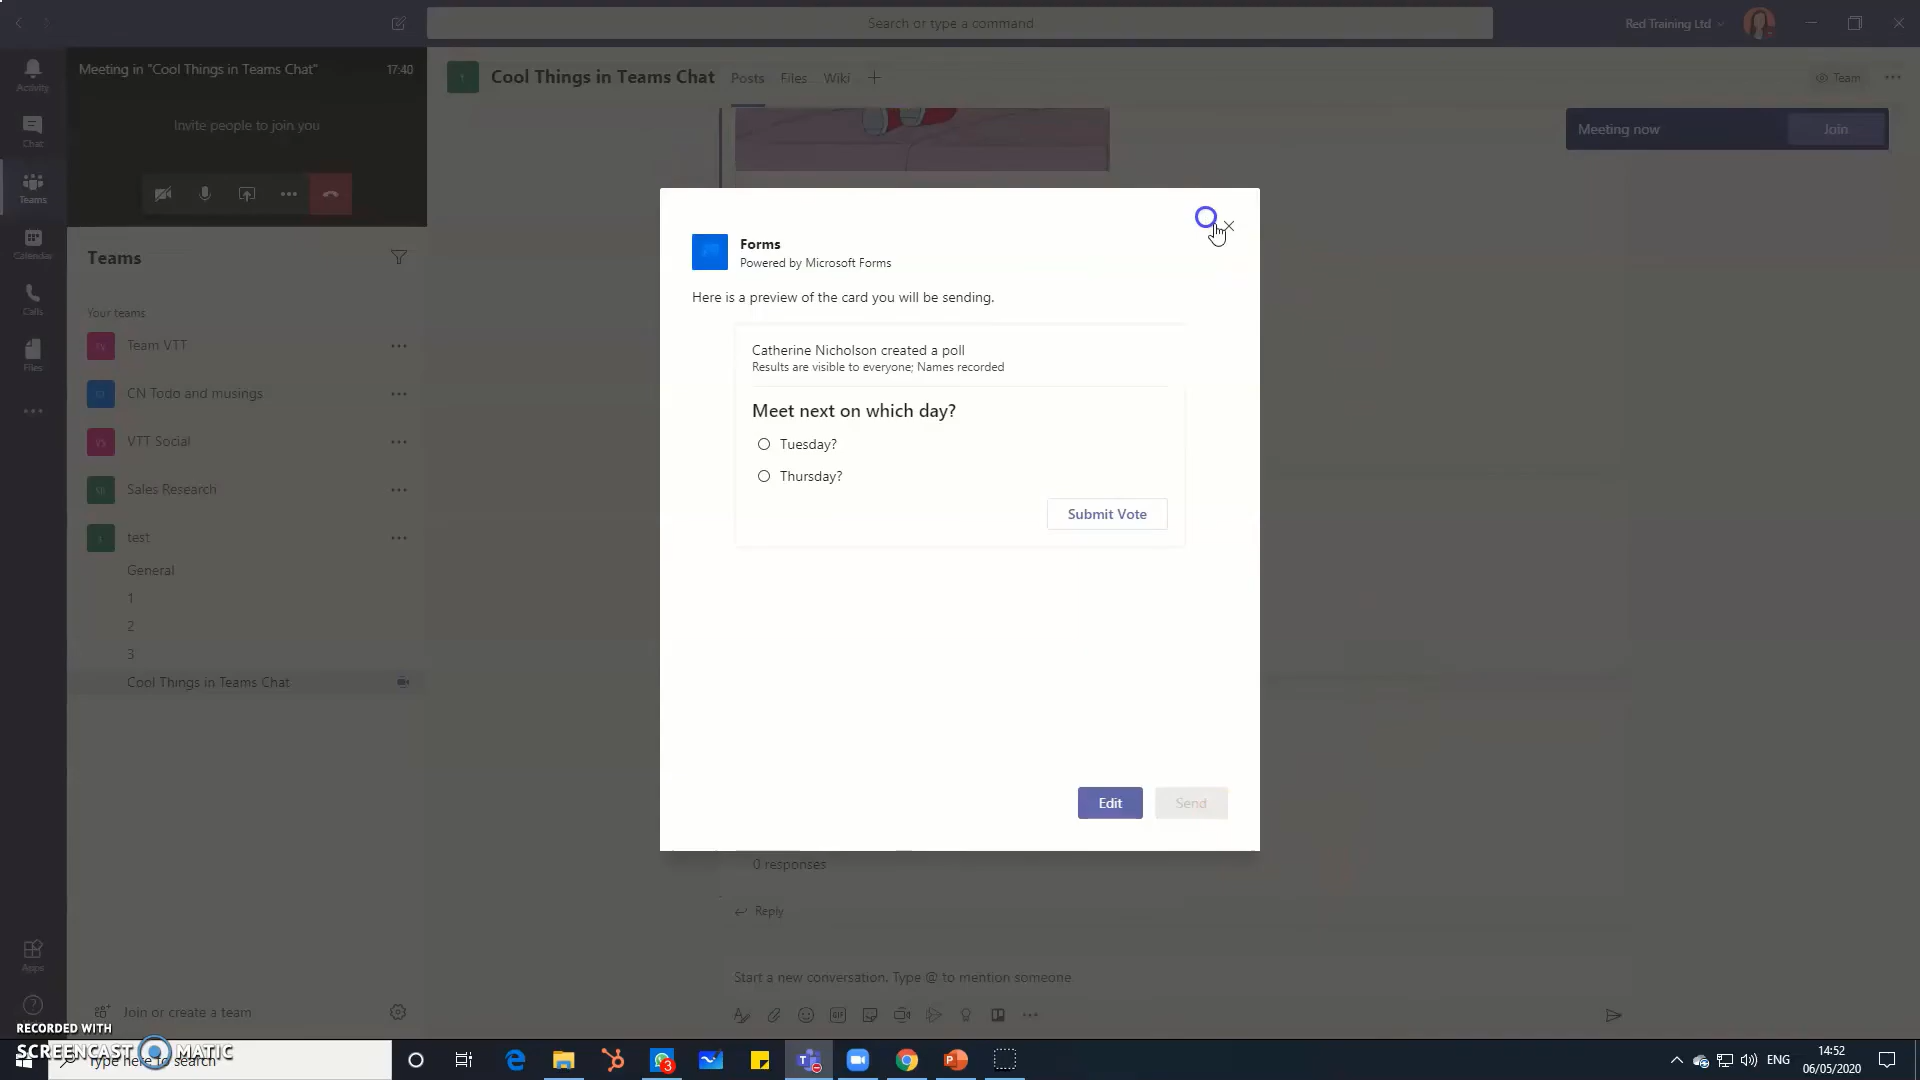 Search or type a command
Red Training Ltd
Activity
Chat
Teams
Calendar
Calls
Files
Apps
Meeting in "Cool Things in Teams Chat"
17:40
Invite people to join you
Cool Things in Teams Chat
Posts
Files
Wiki
Team
Meeting now
Join
Teams
Your teams
Team VTT
CN Todo and musings
VTT Social
Sales Research
test
General
1
2
3
Cool Things in Teams Chat
Join or create a team
Forms
Powered by Microsoft Forms
Here is a preview of the card you will be sending.
Catherine Nicholson created a poll
Results are visible to everyone; Names recorded
Meet next on which day?
Tuesday?
Thursday?
Submit Vote
Edit
Send
0 responses
Reply
Start a new conversation. Type @ to mention someone
GIF
RECORDED WITH
SCREENCAST MATIC
Type here to search
3
ENG
14:52
06/05/2020